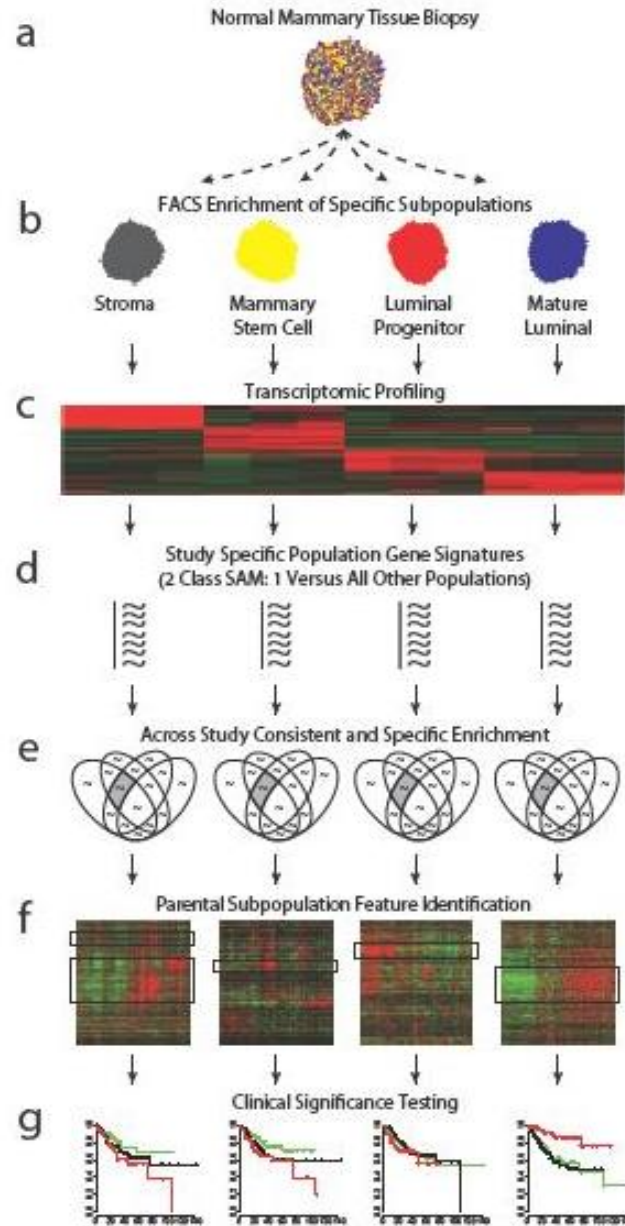 a
Normal Mammary Tissue Biopsy
b
FACS Enrichment of Specific Subpopulations
Stroma
Mammary Stem Cell
Luminal Progenitor
Mature Luminal
c
Transcriptomic Profiling
d
Study Specific Population Gene Signatures
(2 Class SAM: 1 Versus All Other Populations)
e
Across Study Consistent and Specific Enrichment
f
Parental Subpopulation Feature Identification
g
Clinical Significance Testing